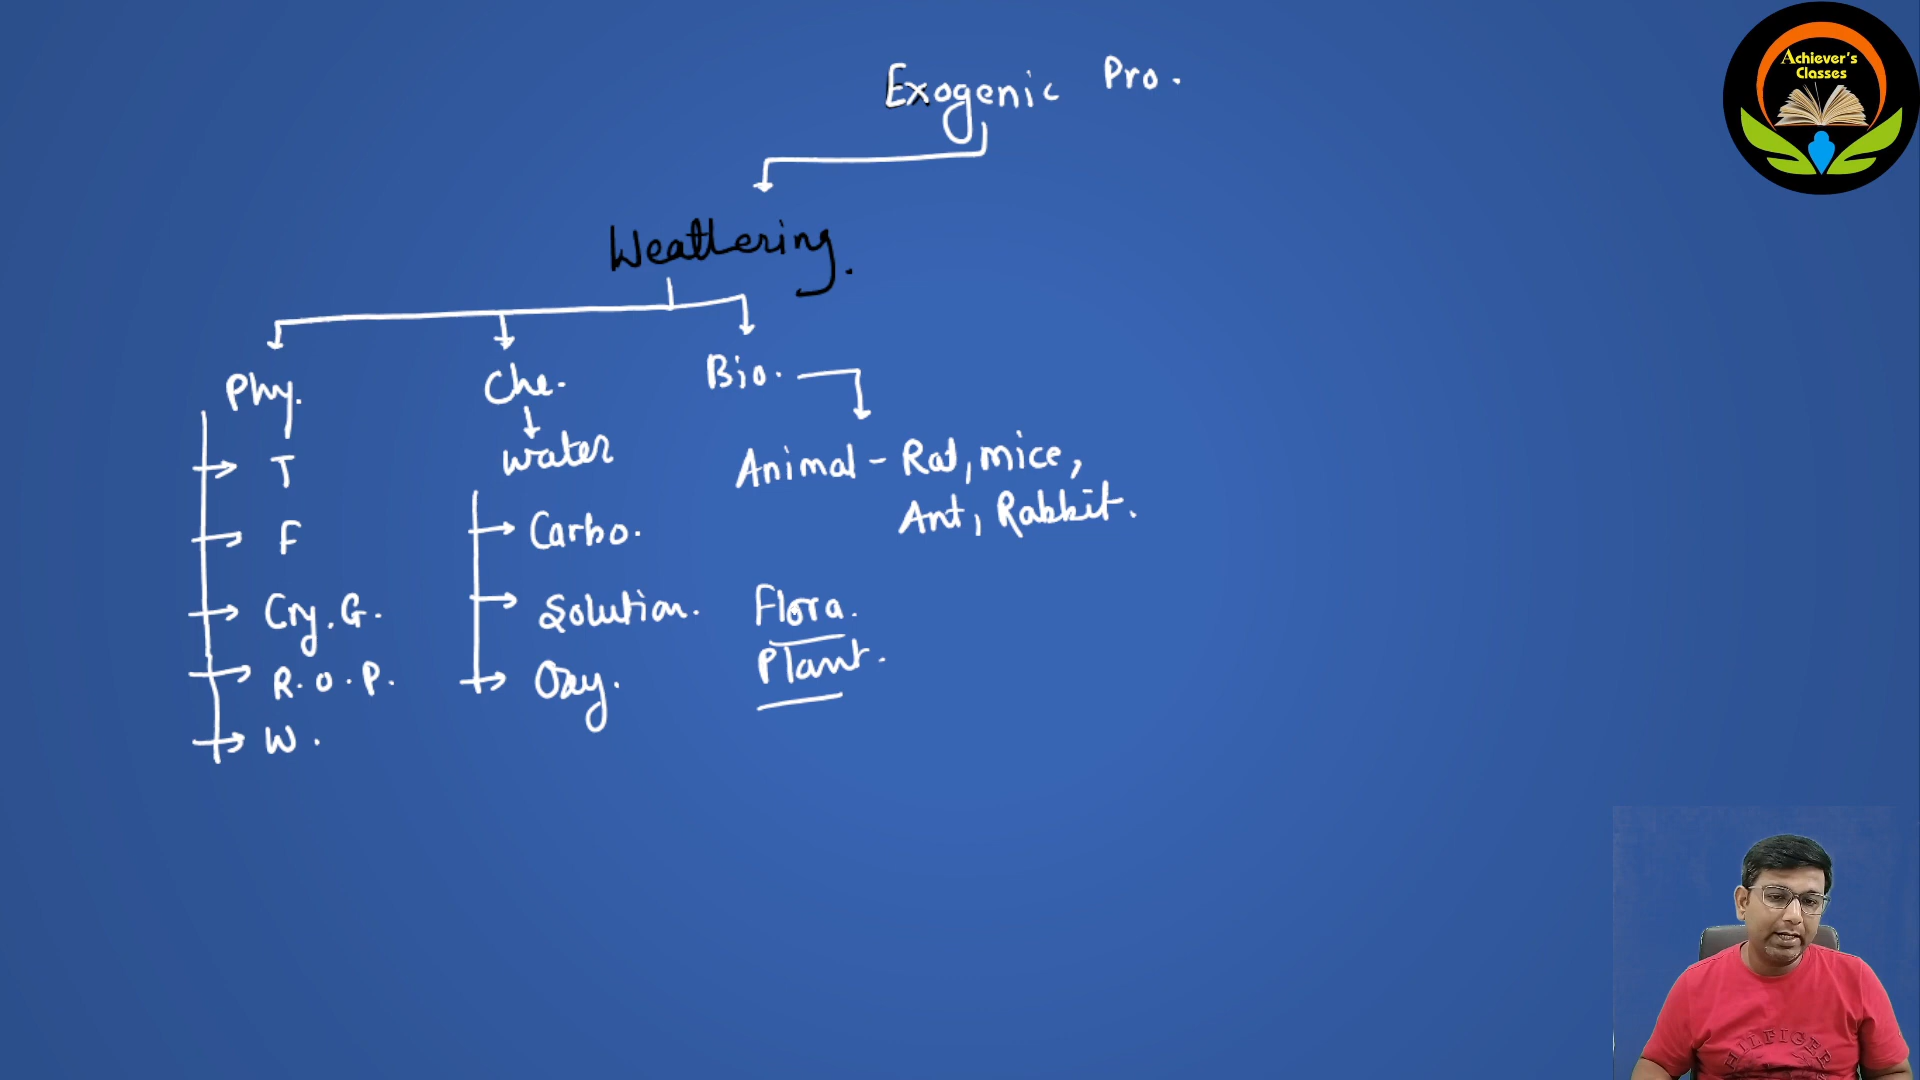 Exogenic Pro.
Achiever's
Classes
Weathering.
Phy.
Che.
Bio.
T
water
Animal - Rat, mice,
Ant, Rabbit.
F
Carbo.
Cry. G.
Solution.
Flora.
Plant.
R.O.P.
Oxy.
W.
HILFIGER